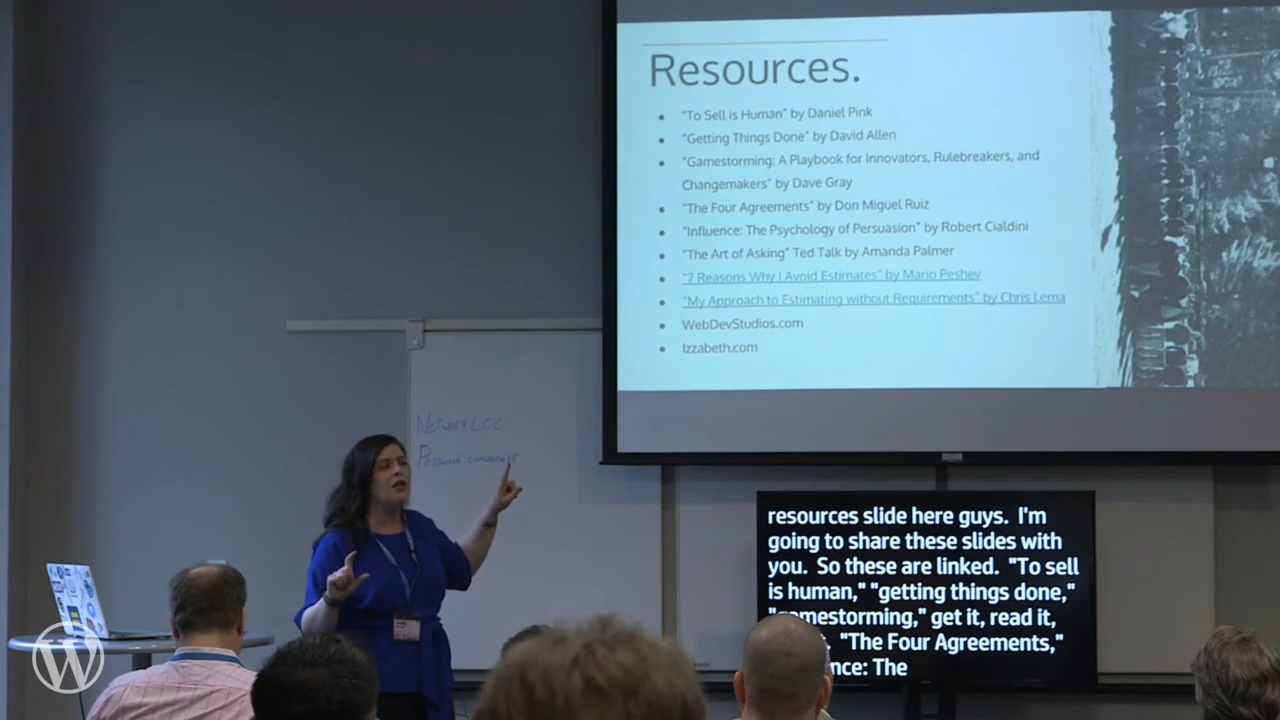 Resources.
"To Sell is Human" by Daniel Pink
"Getting Things Done" by David Allen
"Gamestorming: A Playbook for Innovators, Rulebreakers, and
Changemakers" by Dave Gray
"The Four Agreements" by Don Miguel Ruiz
"Influence: The Psychology of Persuasion" by Robert Cialdini
"The Art of Asking" Ted Talk by Amanda Palmer
"7 Reasons Why I Avoid Estimates" by Mario Peshev
"My Approach to Estimating without Requirements" by Chris Lema
WebDevStudios.com
Izzabeth.com
Network LCC
Password
resources slide here guys. I'm
going to share these slides with
you. So these are linked. "To sell
is human," "getting things done,"
"gamestorming," get it, read it,
"The Four Agreements,"
The
W